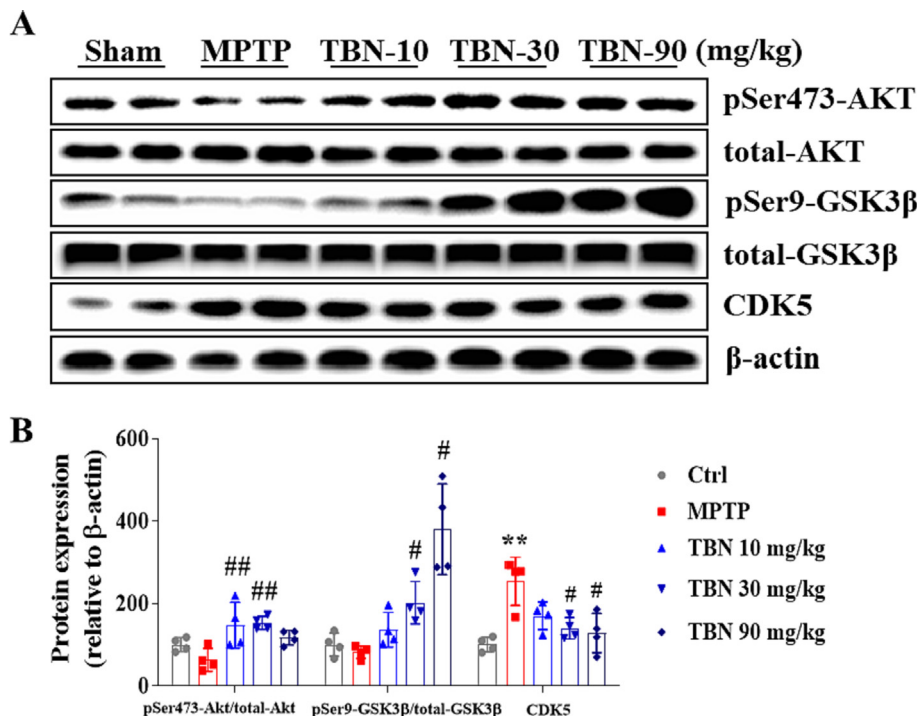 A
Sham MPTP TBN-10 TBN-30 TBN-90 (mg/kg)
pSer473-AKT
total-AKT
pSer9-GSK3β
total-GSK3β
CDK5
β-actin
B
Protein expression
(relative to β-actin)
600
400
200
0
## ## # # ** # #
pSer473-Akt/total-Akt pSer9-GSK3β/total-GSK3β CDK5
Ctrl
MPTP
TBN 10 mg/kg
TBN 30 mg/kg
TBN 90 mg/kg